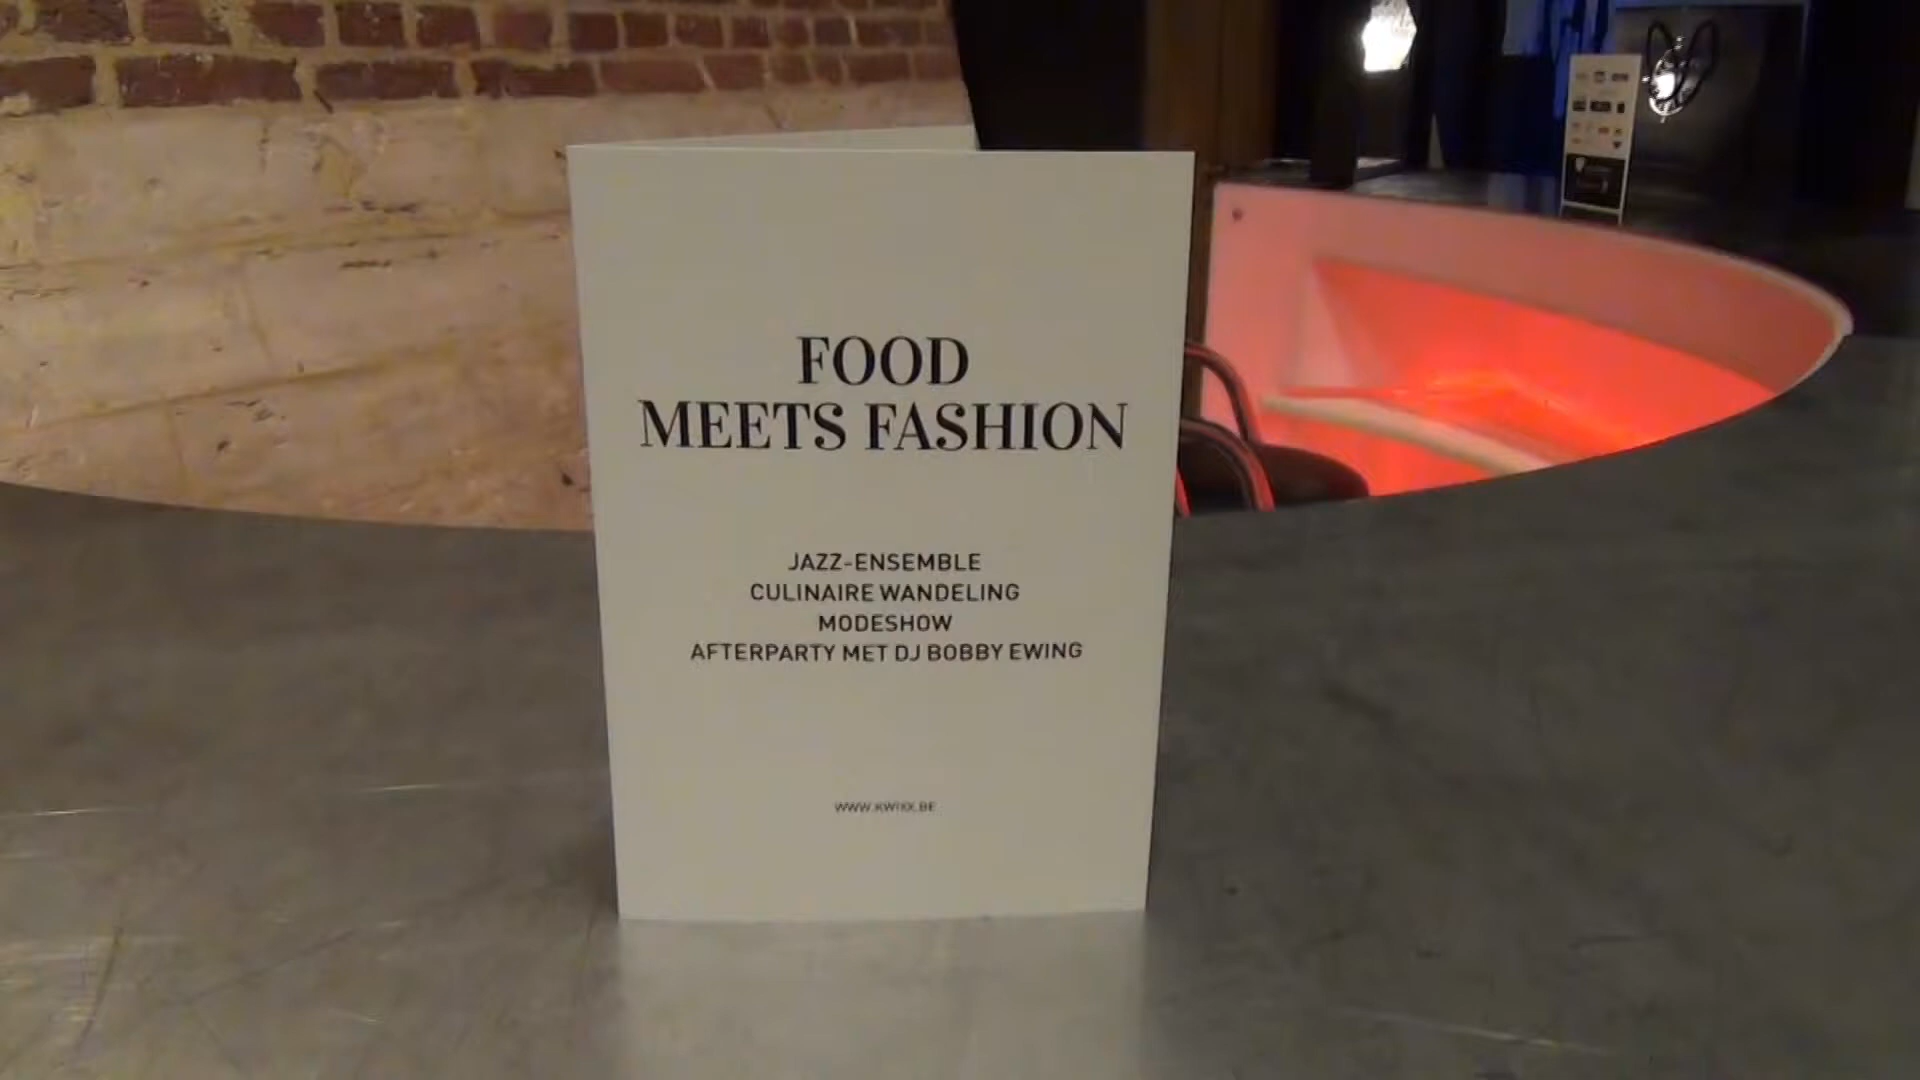 FOOD
MEETS FASHION
JAZZ-ENSEMBLE
CULINAIRE WANDELING
MODESHOW
AFTERPARTY MET DJ BOBBY EWING
WWW.KWIXX.BE